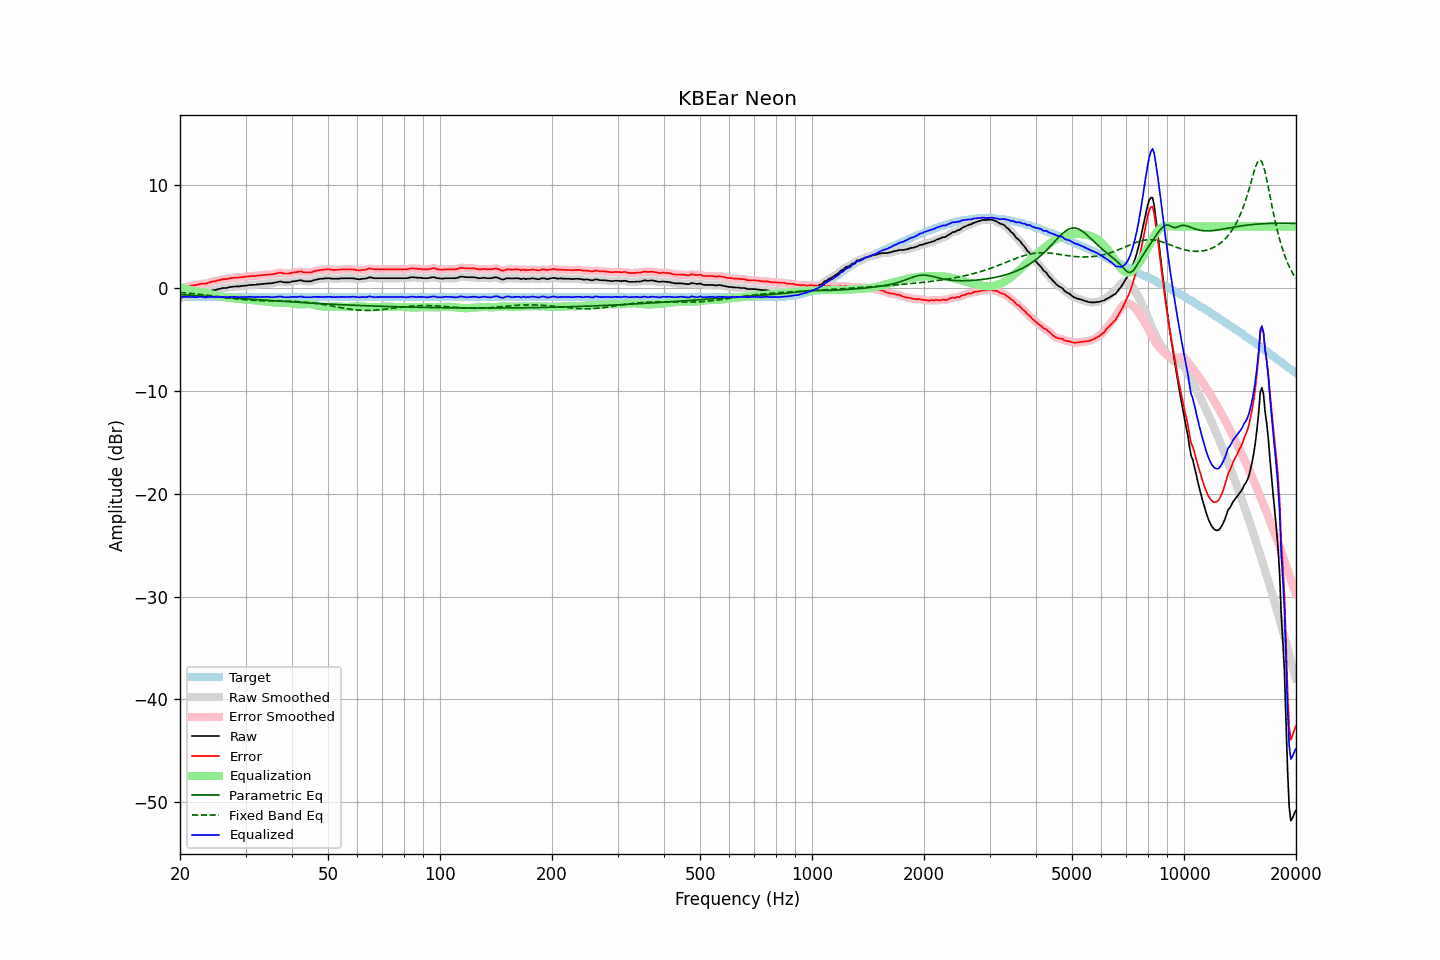 KBEar Neon
Amplitude (dBr)
10
0
−10
−20
−30
−40
−50
Target
Raw Smoothed
Error Smoothed
Raw
Error
Equalization
Parametric Eq
Fixed Band Eq
Equalized
20 50 100 200 500 1000 2000 5000 10000 20000
Frequency (Hz)